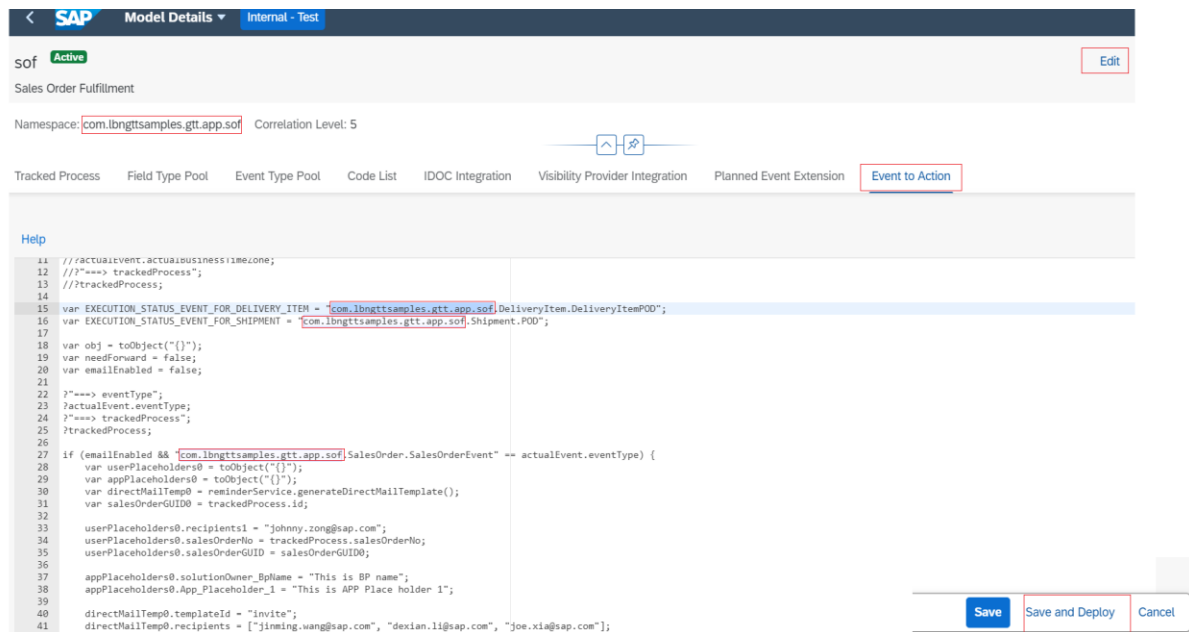 SAP Model Details Internal - Test
sof Active
Edit
Sales Order Fulfillment
Namespace: com.lbngttsamples.gtt.app.sof Correlation Level: 5
Tracked Process Field Type Pool Event Type Pool Code List IDOC Integration Visibility Provider Integration Planned Event Extension Event to Action
Help
11 //?actualEvent.actualBusinessTimeZone;
12 //?"===> trackedProcess";
13 //?trackedProcess;
14
15 var EXECUTION_STATUS_EVENT_FOR_DELIVERY_ITEM = "com.lbngttsamples.gtt.app.sof.DeliveryItem.DeliveryItemPOD";
16 var EXECUTION_STATUS_EVENT_FOR_SHIPMENT = "com.lbngttsamples.gtt.app.sof.Shipment.POD";
17
18 var obj = toObject("{}");
19 var needForward = false;
20 var emailEnabled = false;
21
22 ?"===> eventType";
23 ?actualEvent.eventType;
24 ?"===> trackedProcess";
25 ?trackedProcess;
26
27 if (emailEnabled && "com.lbngttsamples.gtt.app.sof.SalesOrder.SalesOrderEvent" == actualEvent.eventType) {
28 var userPlaceholders0 = toObject("{}");
29 var appPlaceholders0 = toObject("{}");
30 var directMailTemp0 = reminderService.generateDirectMailTemplate();
31 var salesOrderGUID0 = trackedProcess.id;
32
33 userPlaceholders0.recipients1 = "johnny.zong@sap.com";
34 userPlaceholders0.salesOrderNo = trackedProcess.salesOrderNo;
35 userPlaceholders0.salesOrderGUID = salesOrderGUID0;
36
37 appPlaceholders0.solutionOwner_BpName = "This is BP name";
38 appPlaceholders0.App_Placeholder_1 = "This is APP Place holder 1";
39
40 directMailTemp0.templateId = "invite";
41 directMailTemp0.recipients = ["jinming.wang@sap.com", "dexian.li@sap.com", "joe.xia@sap.com"];
Save Save and Deploy Cancel